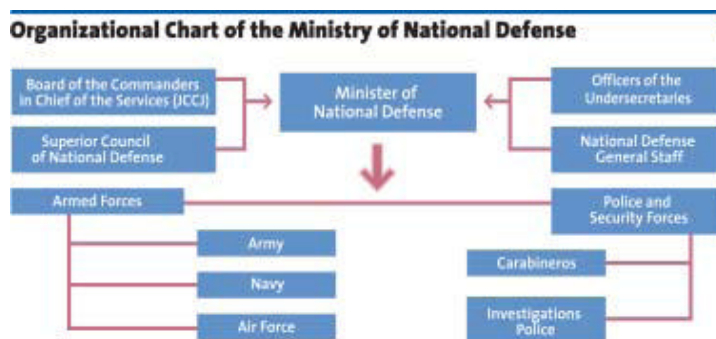 Organizational Chart of the Ministry of National Defense
Board of the Commanders
in Chief of the Services (JCCJ)
Minister of
National Defense
Officers of the
Undersecretaries
Superior Council
of National Defense
National Defense
General Staff
Armed Forces
Police and
Security Forces
Army
Carabineros
Navy
Investigations
Police
Air Force